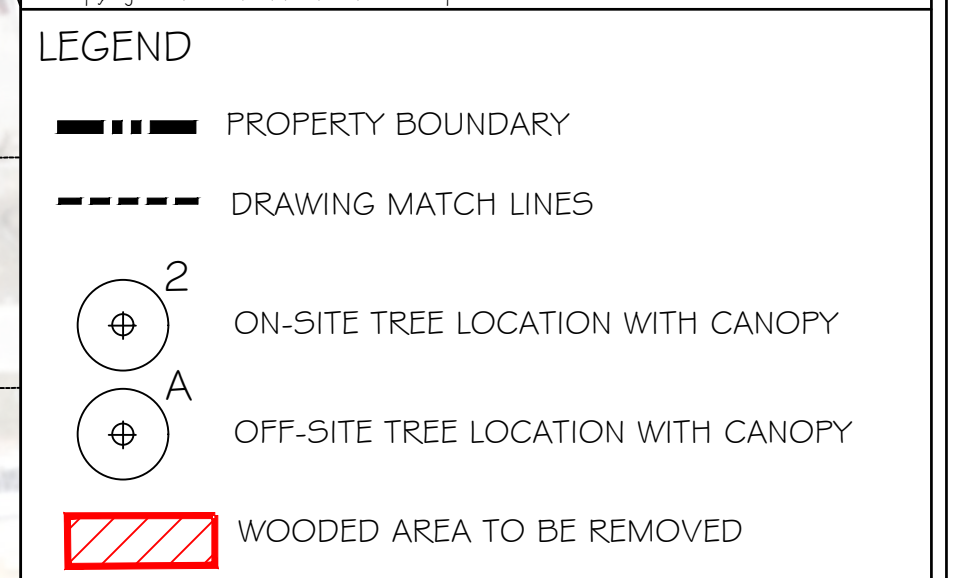 LEGEND
PROPERTY BOUNDARY
DRAWING MATCH LINES
2
ON-SITE TREE LOCATION WITH CANOPY
A
OFF-SITE TREE LOCATION WITH CANOPY
WOODED AREA TO BE REMOVED